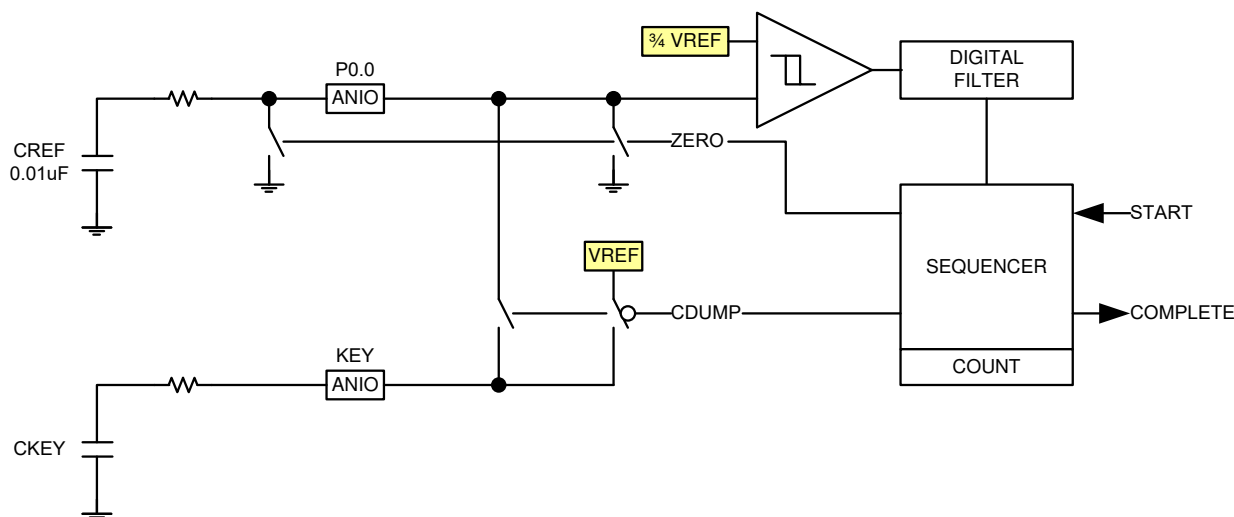 ¾ VREF
DIGITAL
FILTER
P0.0
ANIO
CREF
0.01uF
ZERO
START
VREF
SEQUENCER
CDUMP
COMPLETE
KEY
ANIO
COUNT
CKEY